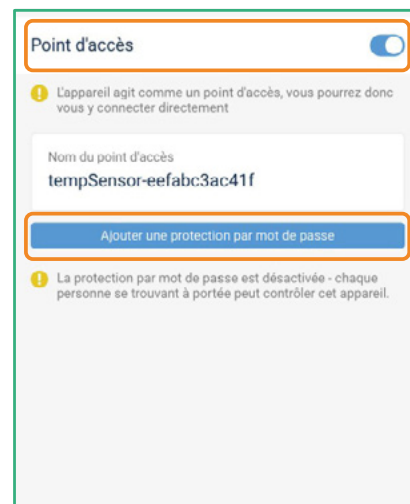 Point d'accès
L'appareil agit comme un point d'accès, vous pourrez donc
vous y connecter directement
Nom du point d'accès
tempSensor-eefabc3ac41f
Ajouter une protection par mot de passe
La protection par mot de passe est désactivée - chaque
personne se trouvant à portée peut contrôler cet appareil.